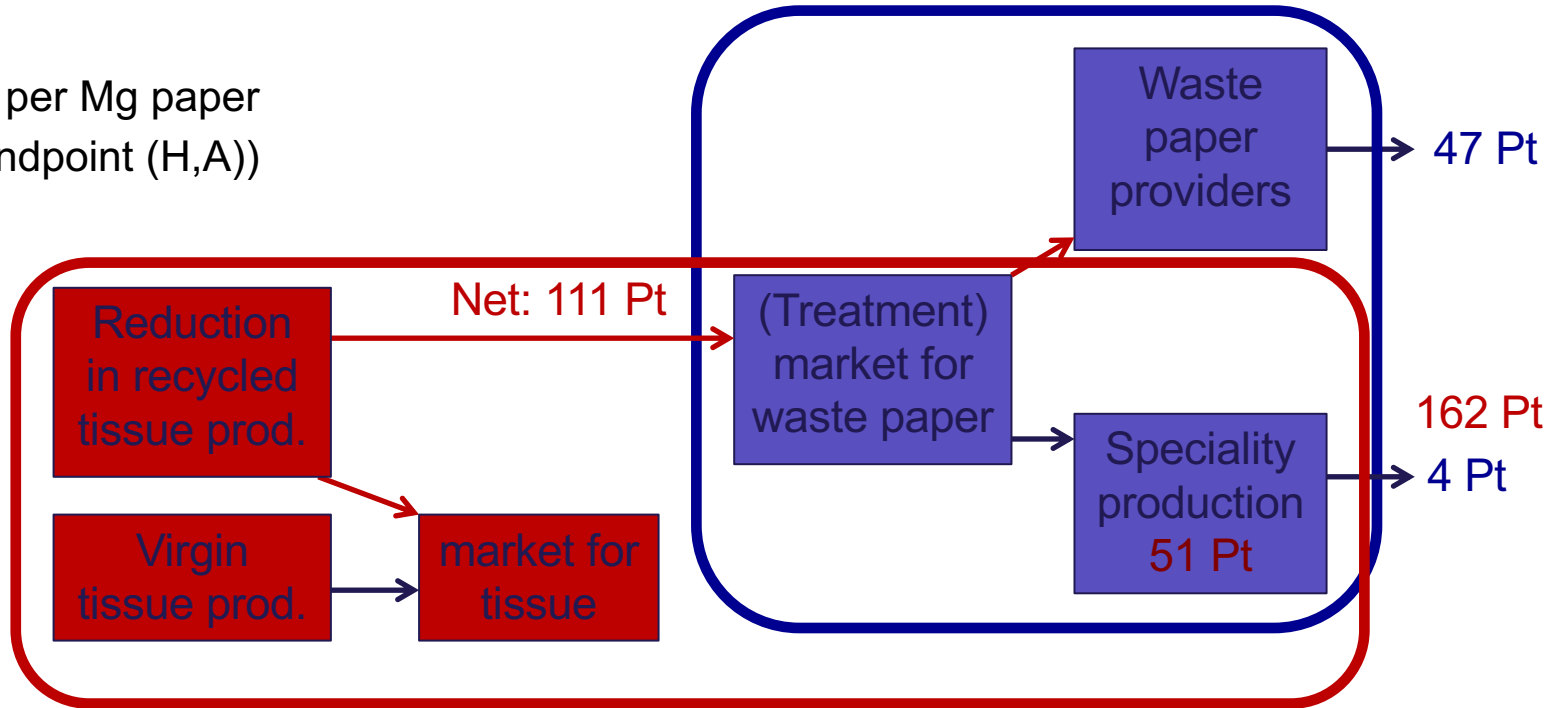 per Mg paper
ndpoint (H,A))
Waste
paper
providers
47 Pt
Net: 111 Pt
Reduction
in recycled
tissue prod.
(Treatment)
market for
waste paper
162 Pt
4 Pt
Speciality
production
51 Pt
Virgin
tissue prod.
market for
tissue